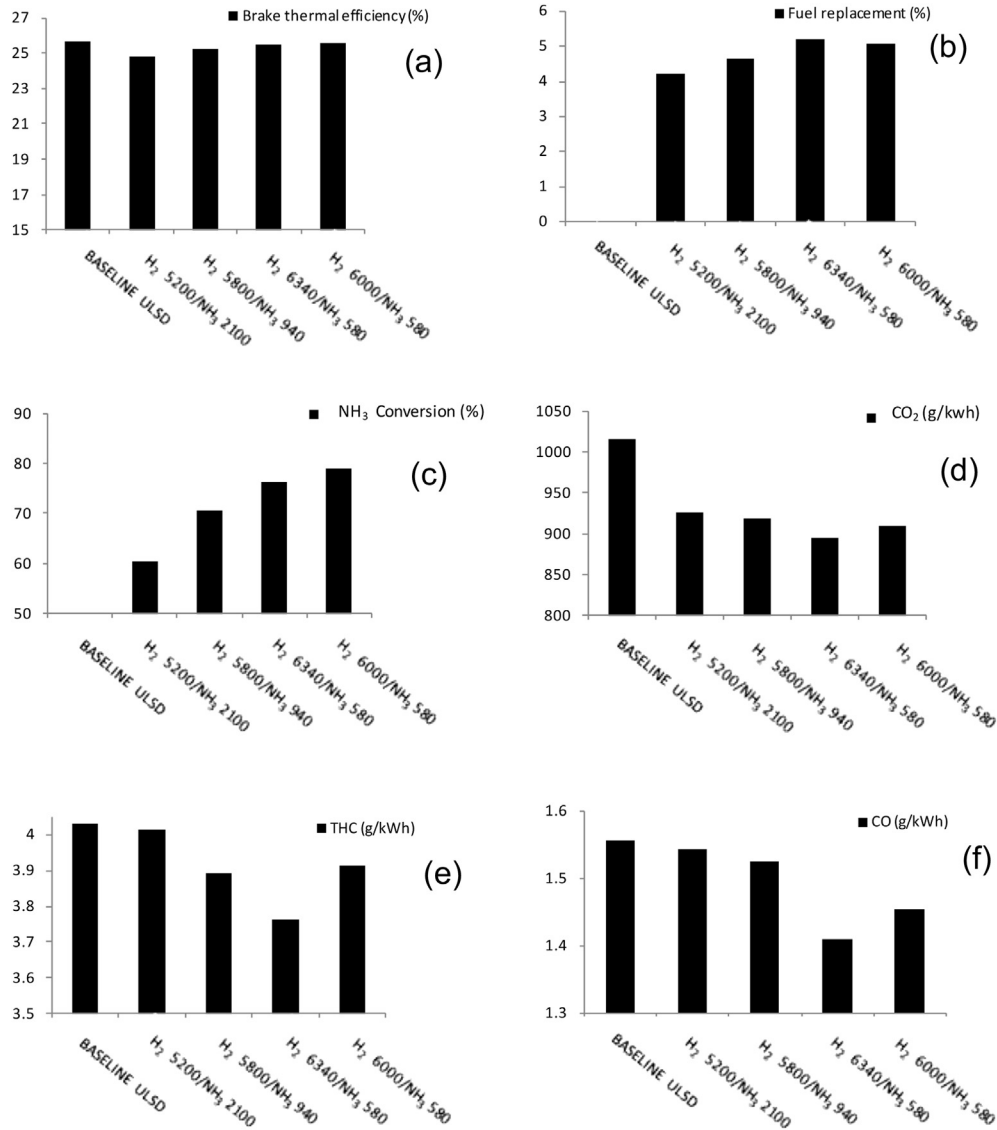 Brake thermal efficiency (%)
27
25
23
21
19
17
15
(a)
BASELINE ULSD
H2 5200/NH3 2100
H2 5800/NH3 940
H2 6340/NH3 580
H2 6000/NH3 580
Fuel replacement (%)
6
5
4
3
2
1
0
(b)
BASELINE ULSD
H2 5200/NH3 2100
H2 5800/NH3 940
H2 6340/NH3 580
H2 6000/NH3 580
NH3 Conversion (%)
90
80
70
60
50
(c)
BASELINE ULSD
H2 5200/NH3 2100
H2 5800/NH3 940
H2 6340/NH3 580
H2 6000/NH3 580
CO2 (g/kwh)
1050
1000
950
900
850
800
(d)
BASELINE ULSD
H2 5200/NH3 2100
H2 5800/NH3 940
H2 6340/NH3 580
H2 6000/NH3 580
THC (g/kWh)
4
3.9
3.8
3.7
3.6
3.5
(e)
BASELINE ULSD
H2 5200/NH3 2100
H2 5800/NH3 940
H2 6340/NH3 580
H2 6000/NH3 580
CO (g/kWh)
1.6
1.5
1.4
1.3
(f)
BASELINE ULSD
H2 5200/NH3 2100
H2 5800/NH3 940
H2 6340/NH3 580
H2 6000/NH3 580